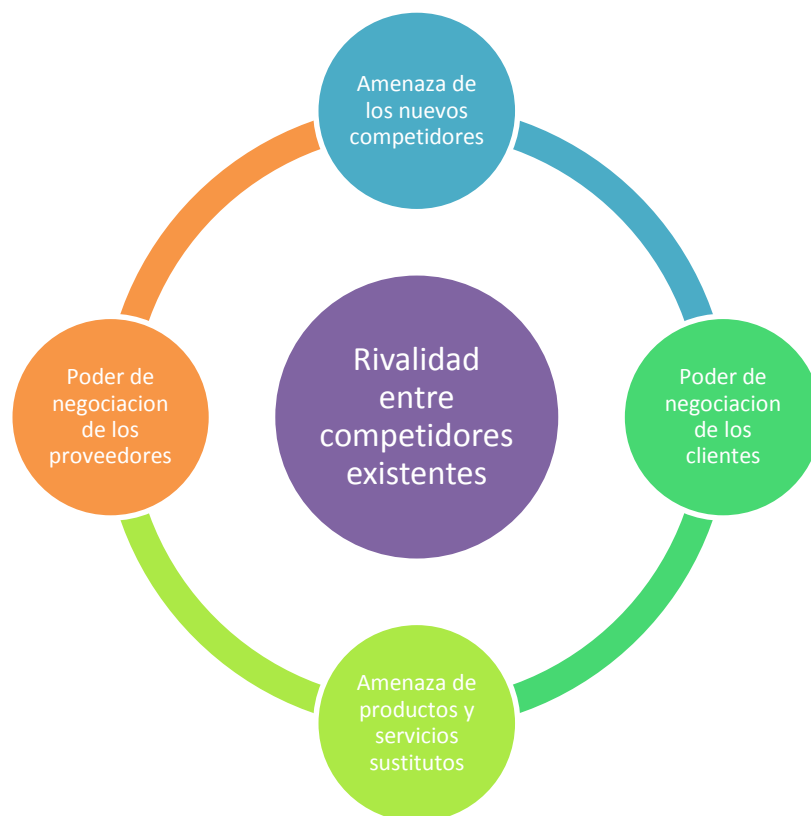 Amenaza de
los nuevos
competidores
Poder de
negociacion
de los
proveedores
Rivalidad
entre
competidores
existentes
Poder de
negociacion
de los
clientes
Amenaza de
productos y
servicios
sustitutos